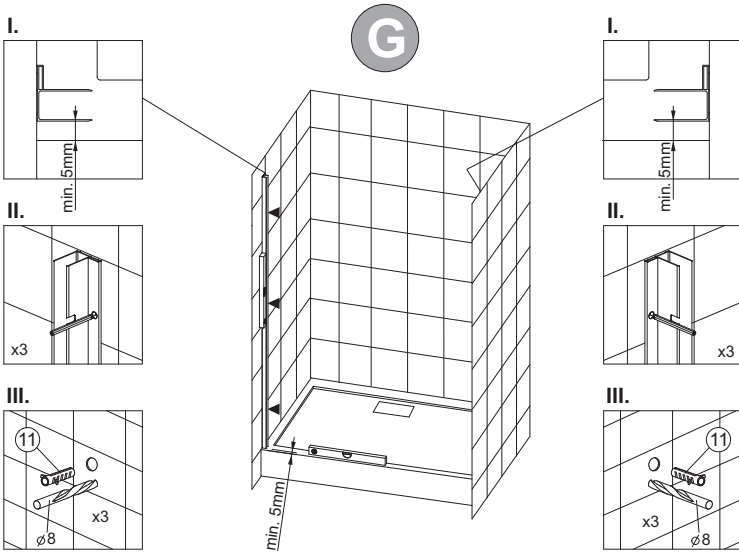 G
I.
min. 5mm
II.
x3
III.
11
x3
ø8
min. 5mm
I.
min. 5mm
II.
x3
III.
11
x3
ø8